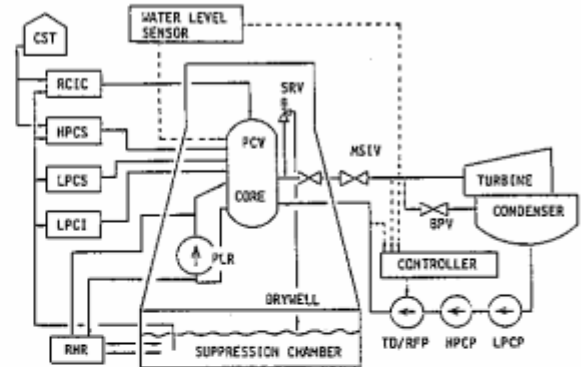 CST
WATER LEVEL
SENSOR
RCIC
SRV
HPCS
PCV
MSIV
LPCS
TURBINE
CORE
CONDENSER
LPCI
BPV
PLR
CONTROLLER
DRYWELL
RHR
SUPPRESSION CHAMBER
TD/RFP HPCP LPCP